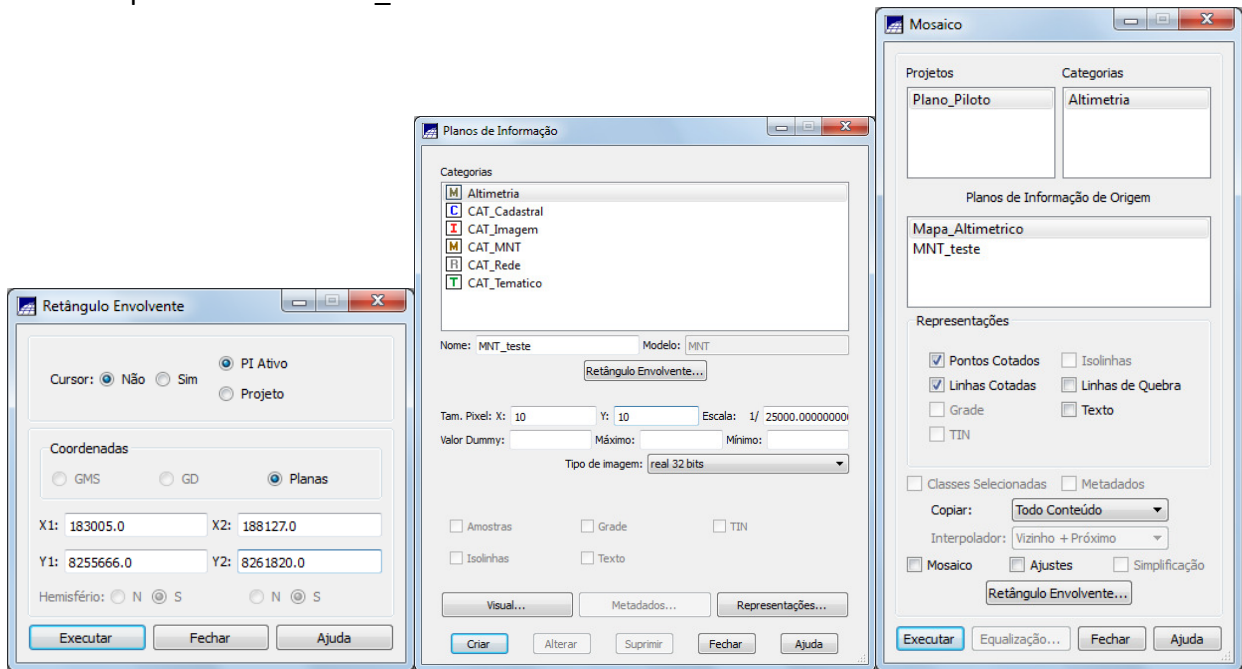 Retângulo Envolvente
Cursor: Não Sim
PI Ativo
Projeto
Coordenadas
GMS GD Planas
X1: 183005.0 X2: 188127.0
Y1: 8255666.0 Y2: 8261820.0
Hemisfério: N S N S
Executar Fechar Ajuda
Planos de Informação
Categorias
M Altimetria
C CAT_Cadastral
I CAT_Imagem
M CAT_MNT
R CAT_Rede
T CAT_Tematico
Nome: MNT_teste Modelo: MNT
Retângulo Envolvente...
Tam. Pixel: X: 10 Y: 10 Escala: 1/ 25000.00000000
Valor Dummy: Máximo: Mínimo:
Tipo de imagem: real 32 bits
Amostras Grade TIN
Isolinhas Texto
Visual... Metadados... Representações...
Criar Alterar Suprimir Fechar Ajuda
Mosaico
Projetos Categorias
Plano_Piloto Altimetria
Planos de Informação de Origem
Mapa_Altimetrico
MNT_teste
Representações
Pontos Cotados Isolinhas
Linhas Cotadas Linhas de Quebra
Grade Texto
TIN
Classes Selecionadas Metadados
Copiar: Todo Conteúdo
Interpolador: Vizinho + Próximo
Mosaico Ajustes Simplificação
Retângulo Envolvente...
Executar Equalização... Fechar Ajuda